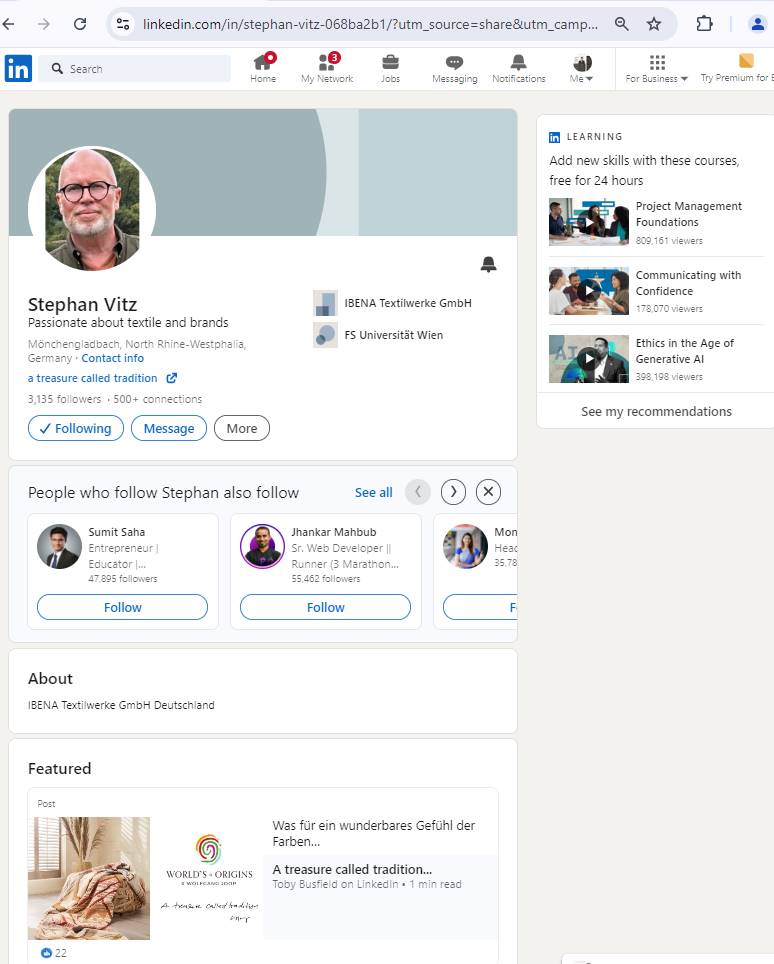 linkedin.com/in/stephan-vitz-068ba2b1/?utm_source=share&utm_camp...
in
Search
Home
3
My Network
Jobs
Messaging
Notifications
Me
For Business
Try Premium for
Stephan Vitz
Passionate about textile and brands
Mönchengladbach, North Rhine-Westphalia,
Germany · Contact info
a treasure called tradition
3,135 followers · 500+ connections
Following
Message
More
IBENA Textilwerke GmbH
FS Universität Wien
People who follow Stephan also follow
See all
Sumit Saha
Entrepreneur |
Educator |...
47,895 followers
Follow
Jhankar Mahbub
Sr. Web Developer ||
Runner (3 Marathon...
55,462 followers
Follow
Mon
Head
35,78
F
About
IBENA Textilwerke GmbH Deutschland
Featured
Post
WORLD'S ORIGINS
X WOLFGANG JOOP
A treasure called tradition
Was für ein wunderbares Gefühl der
Farben...
A treasure called tradition...
Toby Busfield on LinkedIn • 1 min read
22
in LEARNING
Add new skills with these courses,
free for 24 hours
Project Management
Foundations
809,161 viewers
Communicating with
Confidence
178,070 viewers
AI
Ethics in the Age of
Generative AI
398,198 viewers
See my recommendations